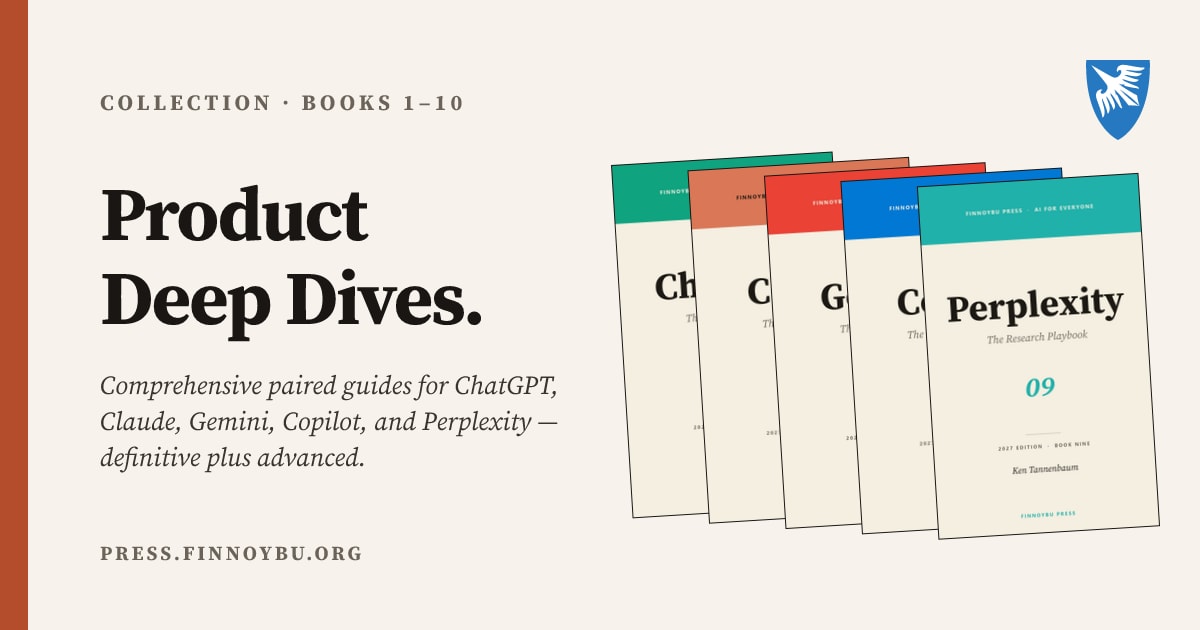 COLLECTION · BOOKS 1–10
Product
Deep Dives.
Comprehensive paired guides for ChatGPT,
Claude, Gemini, Copilot, and Perplexity —
definitive plus advanced.
PRESS.FINNOYBU.ORG
FINNOYBU PRESS · AI FOR EVERYONE
Perplexity
The Research Playbook
09
2027 EDITION · BOOK NINE
Ken Tannenbaum
FINNOYBU PRESS